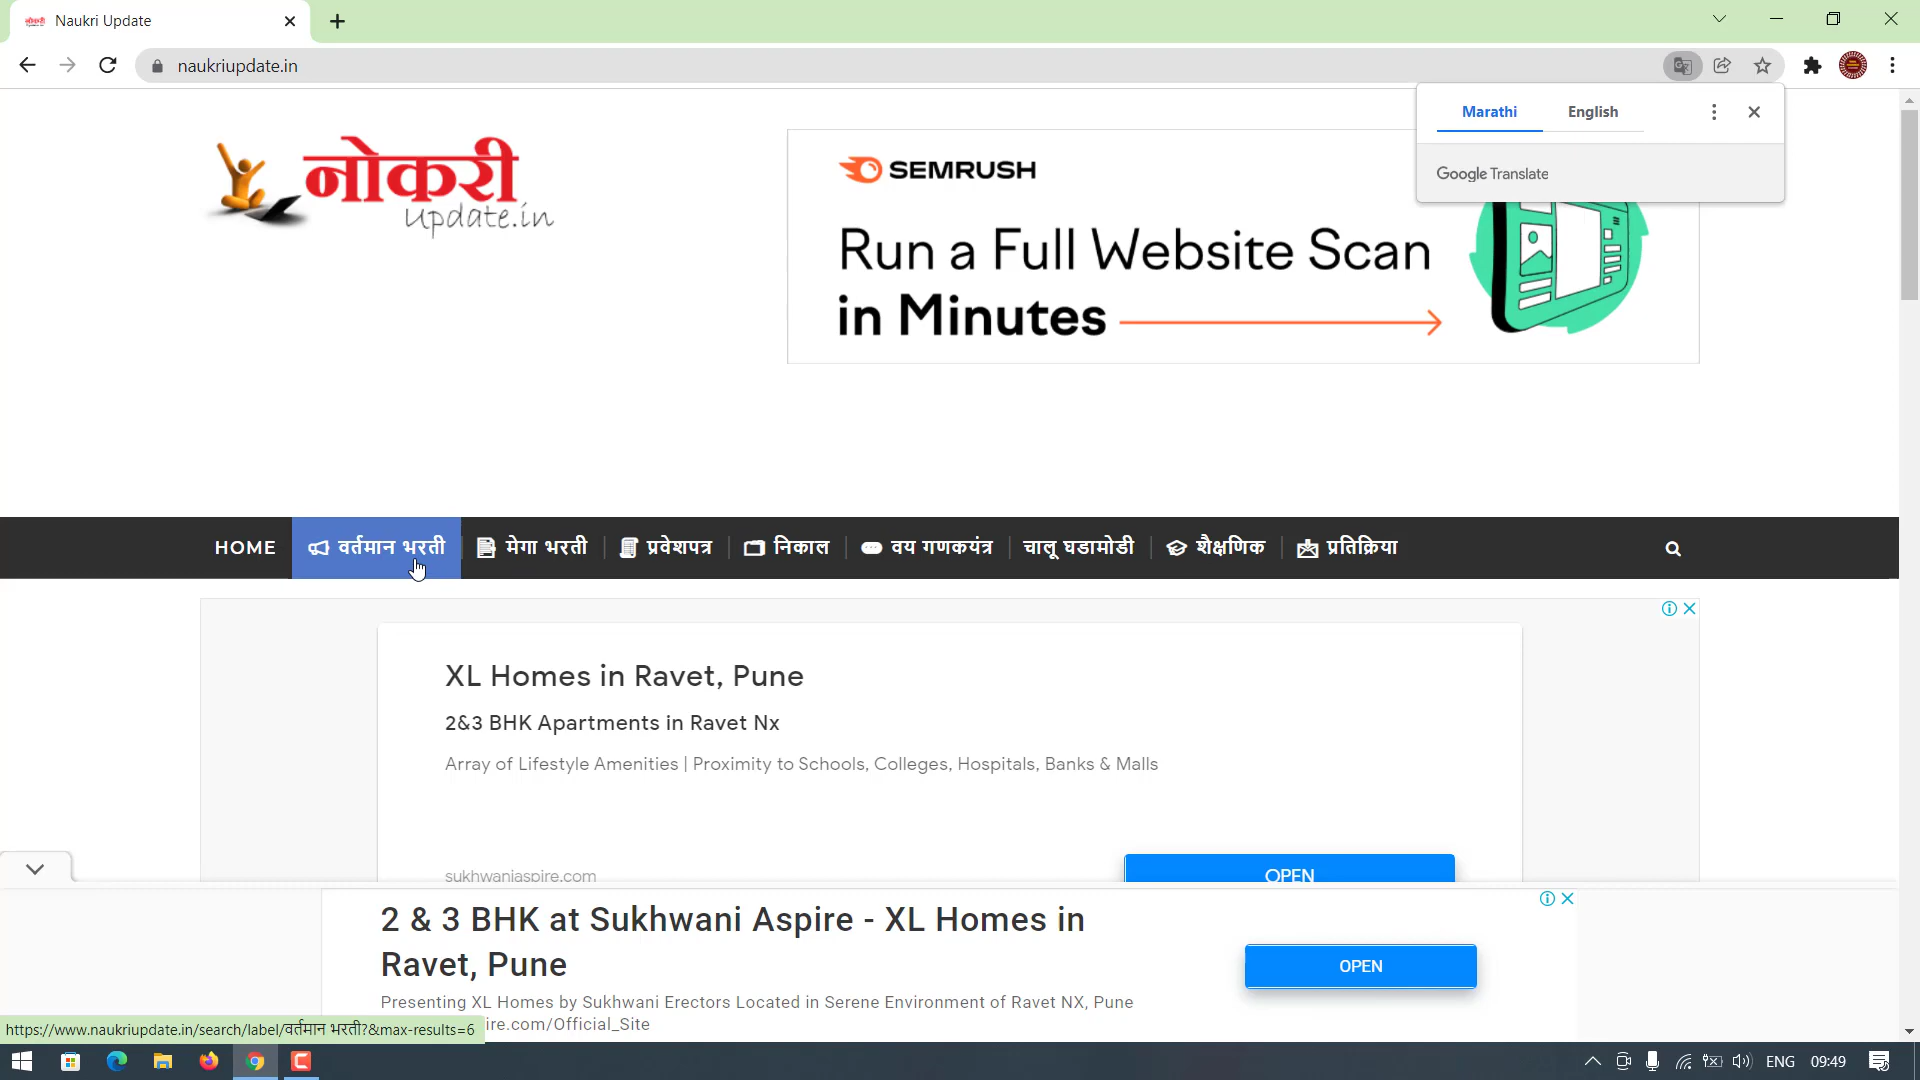 Naukri Update
naukriupdate.in
Marathi English
Google Translate
नोकरी
update.in
SEMRUSH
Run a Full Website Scan
in Minutes
HOME वर्तमान भरती मेगा भरती प्रवेशपत्र निकाल वय गणकयंत्र चालू घडामोडी शैक्षणिक प्रतिक्रिया
XL Homes in Ravet, Pune
2&3 BHK Apartments in Ravet Nx
Array of Lifestyle Amenities | Proximity to Schools, Colleges, Hospitals, Banks & Malls
sukhwaniaspire.com
OPEN
2 & 3 BHK at Sukhwani Aspire - XL Homes in
Ravet, Pune
OPEN
Presenting XL Homes by Sukhwani Erectors Located in Serene Environment of Ravet NX, Pune
ire.com/Official_Site
https://www.naukriupdate.in/search/label/वर्तमान भरती?&max-results=6
ENG 09:49